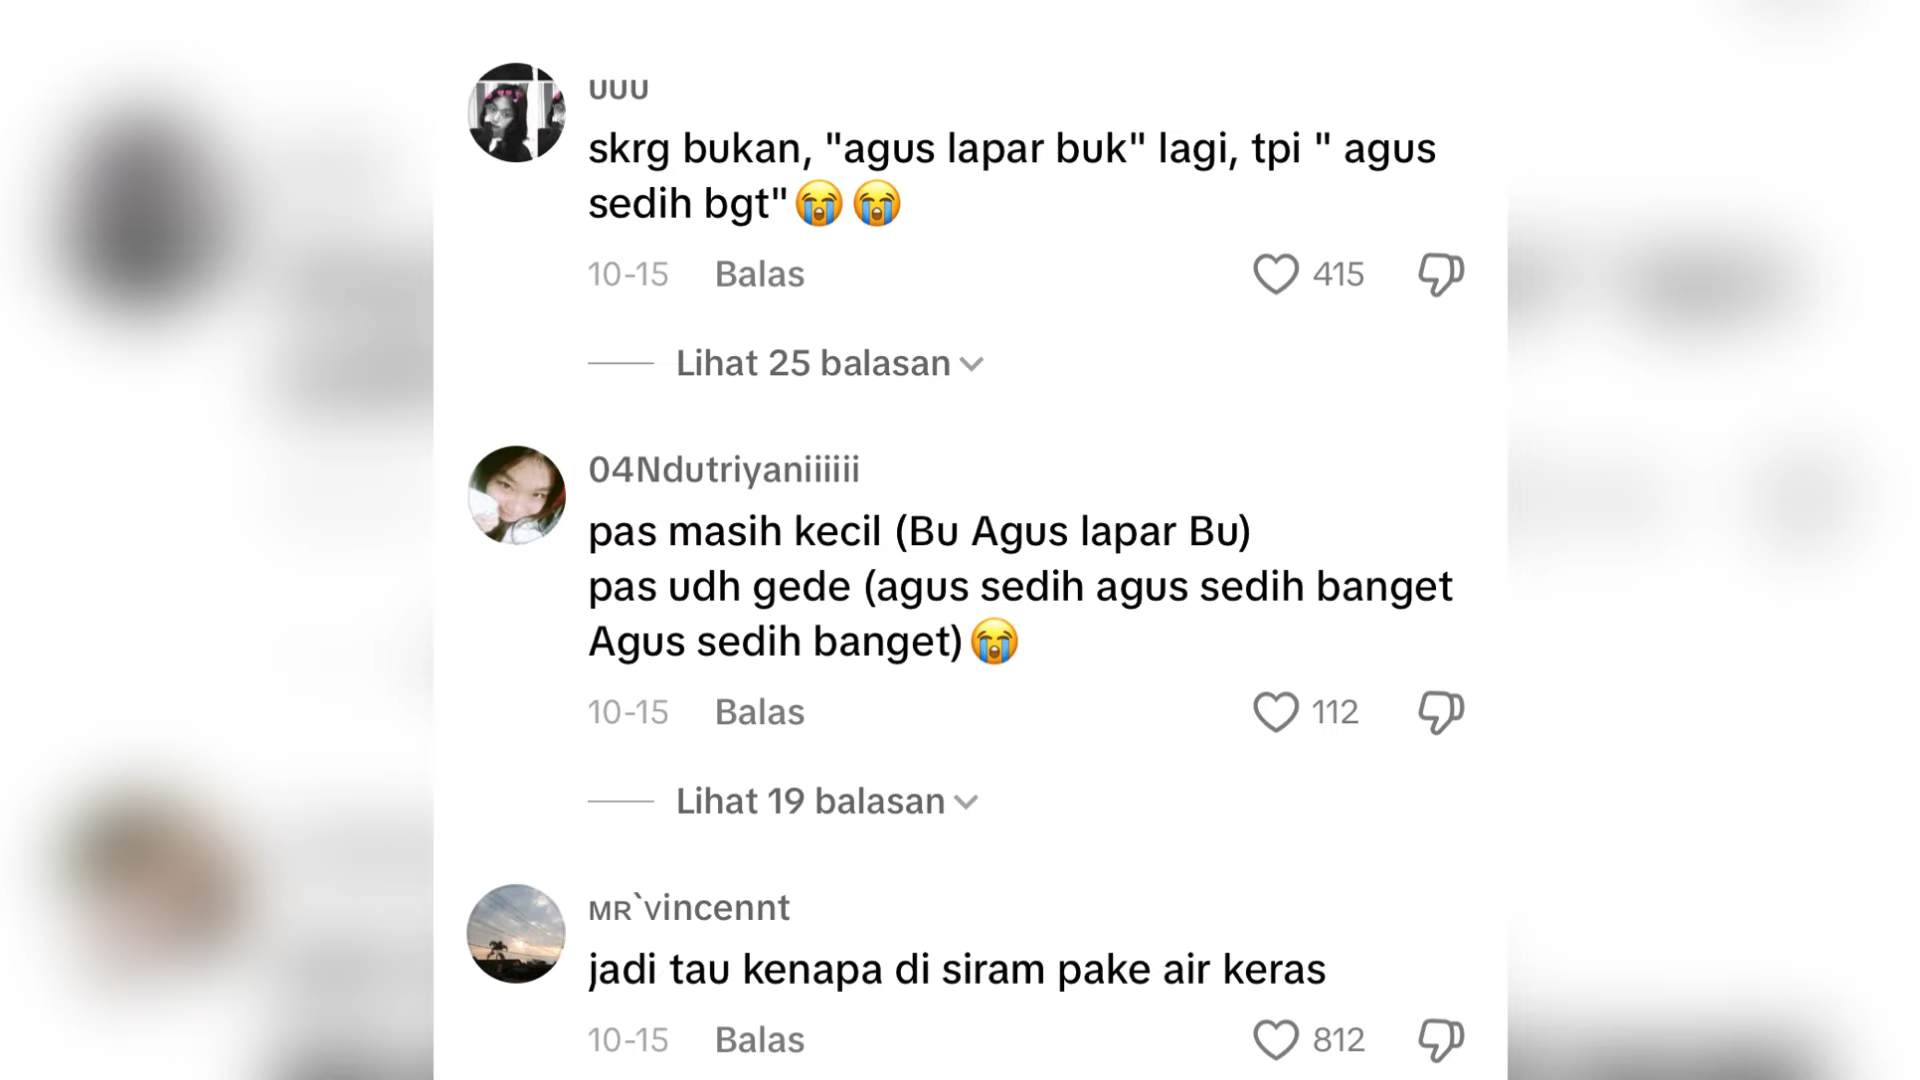 uuu
skrg bukan, "agus lapar buk" lagi, tpi " agus
sedih bgt"😭😭
10-15 Balas 415
Lihat 25 balasan
04Ndutriyaniiiiii
pas masih kecil (Bu Agus lapar Bu)
pas udh gede (agus sedih agus sedih banget
Agus sedih banget)😭
10-15 Balas 112
Lihat 19 balasan
ᴍʀ`ᴠincennt
jadi tau kenapa di siram pake air keras
10-15 Balas 812